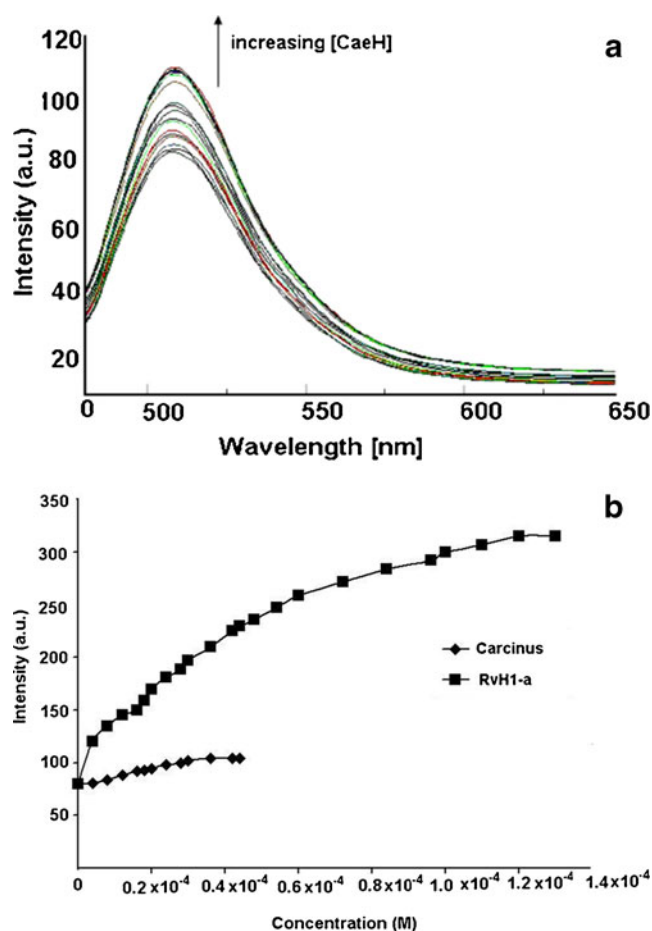 120
increasing [CaeH]
a
100
80
60
40
20
Intensity (a.u.)
0 500 550 600 650
Wavelength [nm]
b
350
300
250
200
150
100
50
Intensity (a.u.)
Carcinus
RvH1-a
0 0.2x10⁻⁴ 0.4x10⁻⁴ 0.6x10⁻⁴ 0.8x10⁻⁴ 1.0 x10⁻⁴ 1.2x10⁻⁴ 1.4x10⁻⁴
Concentration (M)